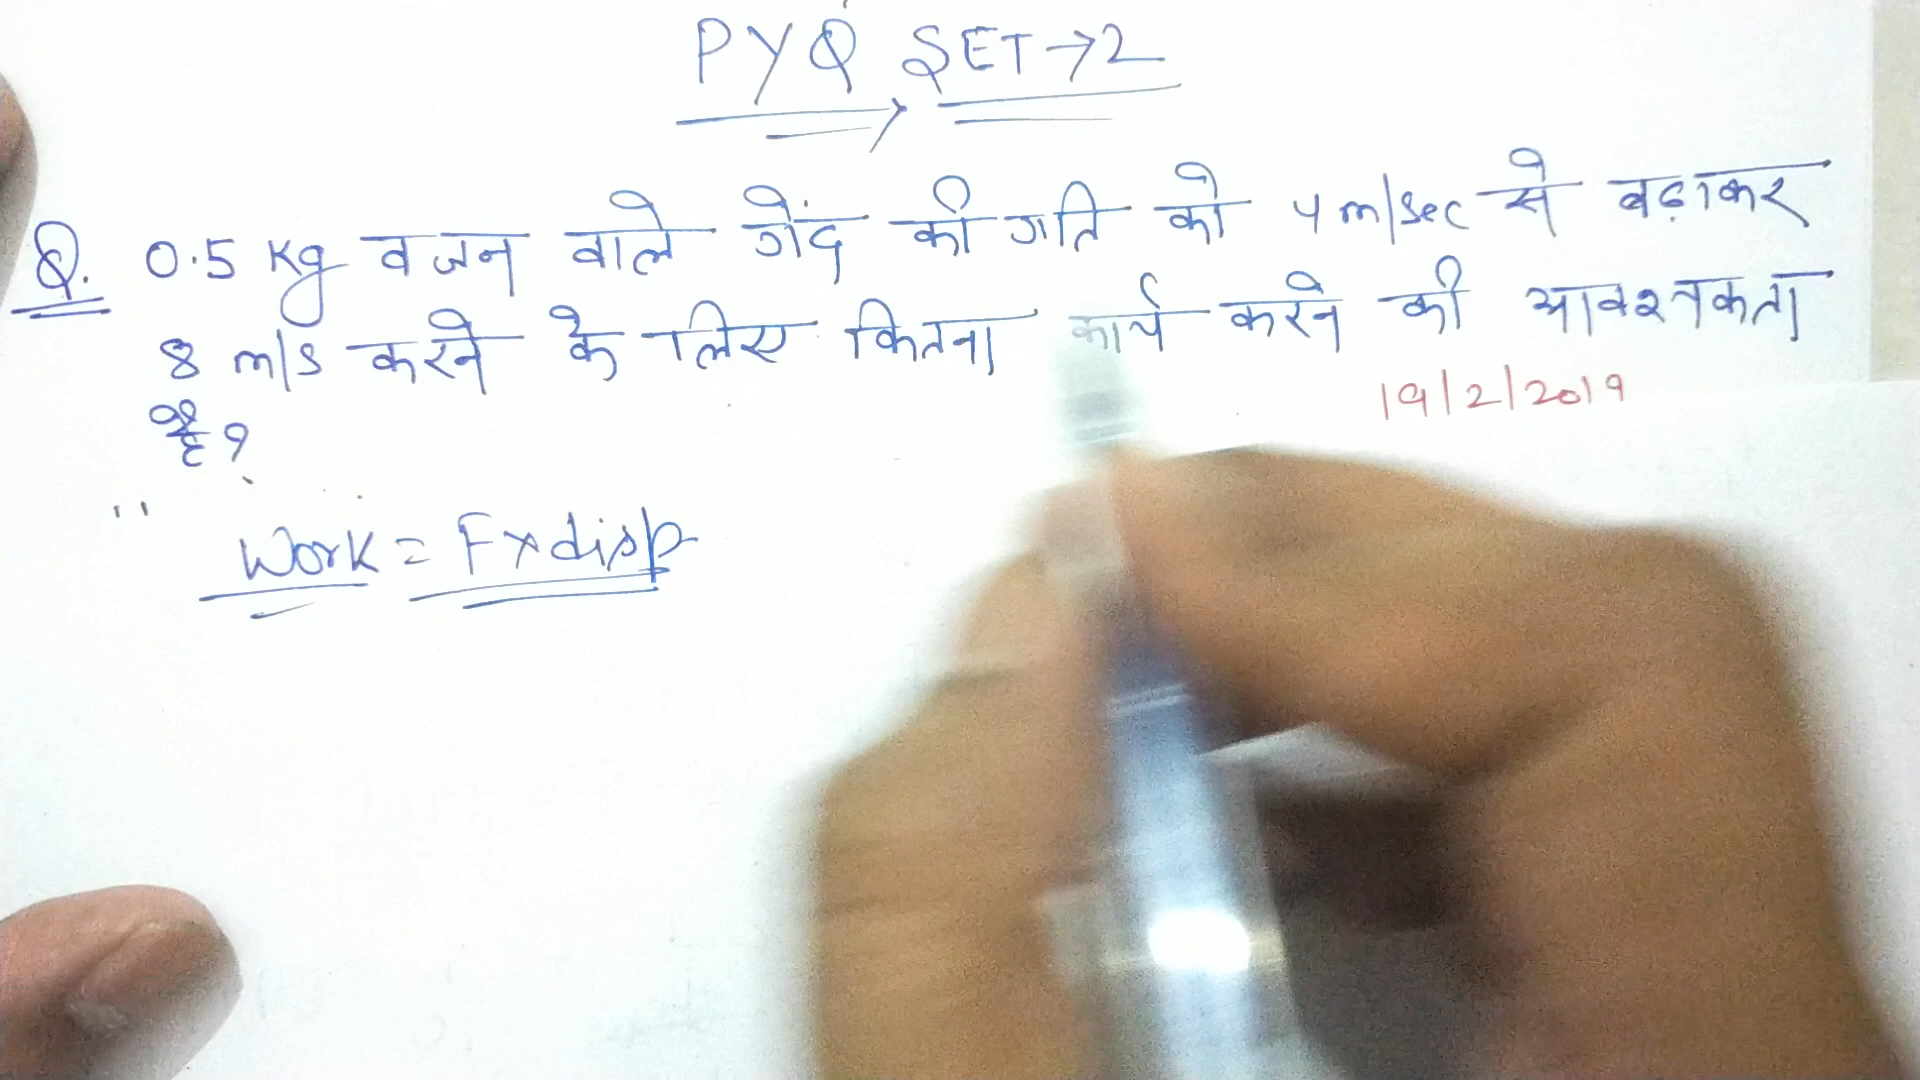 PYQ SET→2
Q. 0.5 Kg वजन वाले गेंद की गति को 4 m/sec से बढ़ाकर
8 m/s करने के लिए कितना कार्य करने की आवश्यकता
है?
19/2/2019
Work = F×disp